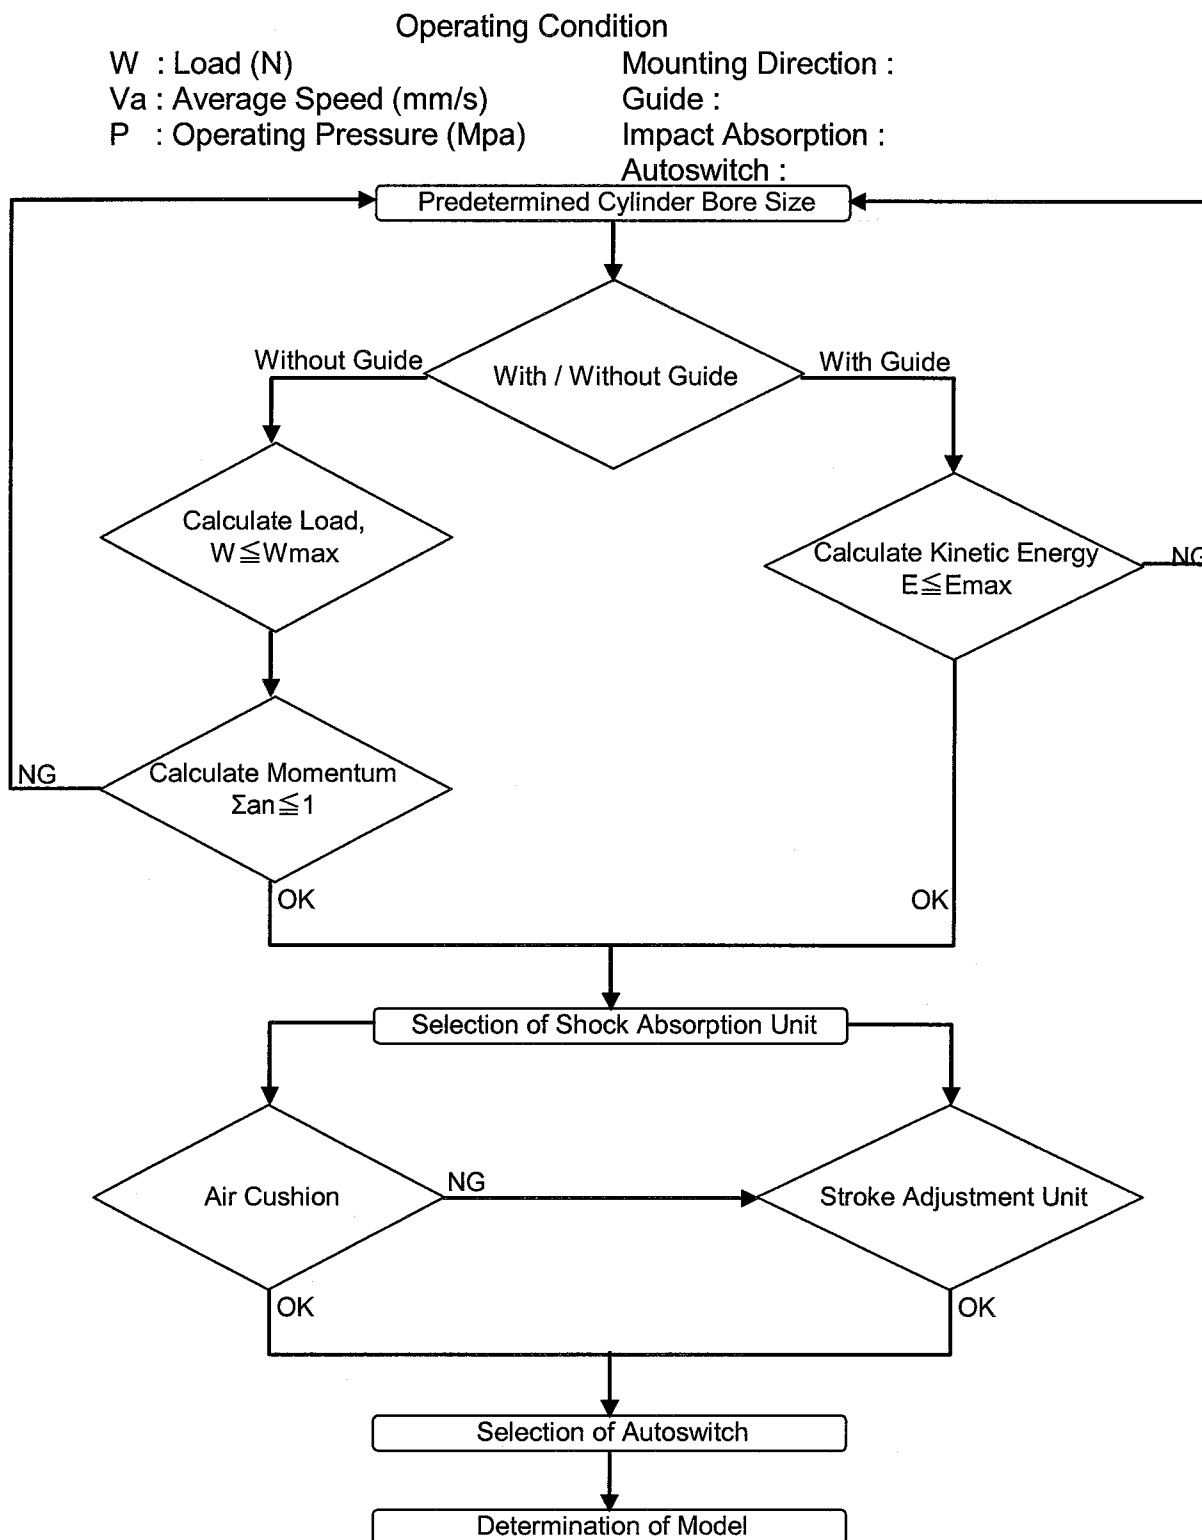 Operating Condition
W : Load (N)
Va : Average Speed (mm/s)
P : Operating Pressure (Mpa)
Mounting Direction :
Guide :
Impact Absorption :
Autoswitch :
Predetermined Cylinder Bore Size
Without Guide
With / Without Guide
With Guide
Calculate Load,
W≦Wmax
Calculate Kinetic Energy
E≦Emax
NG
Calculate Momentum
Σan≦1
NG
OK
OK
Selection of Shock Absorption Unit
Air Cushion
NG
Stroke Adjustment Unit
OK
OK
Selection of Autoswitch
Determination of Model